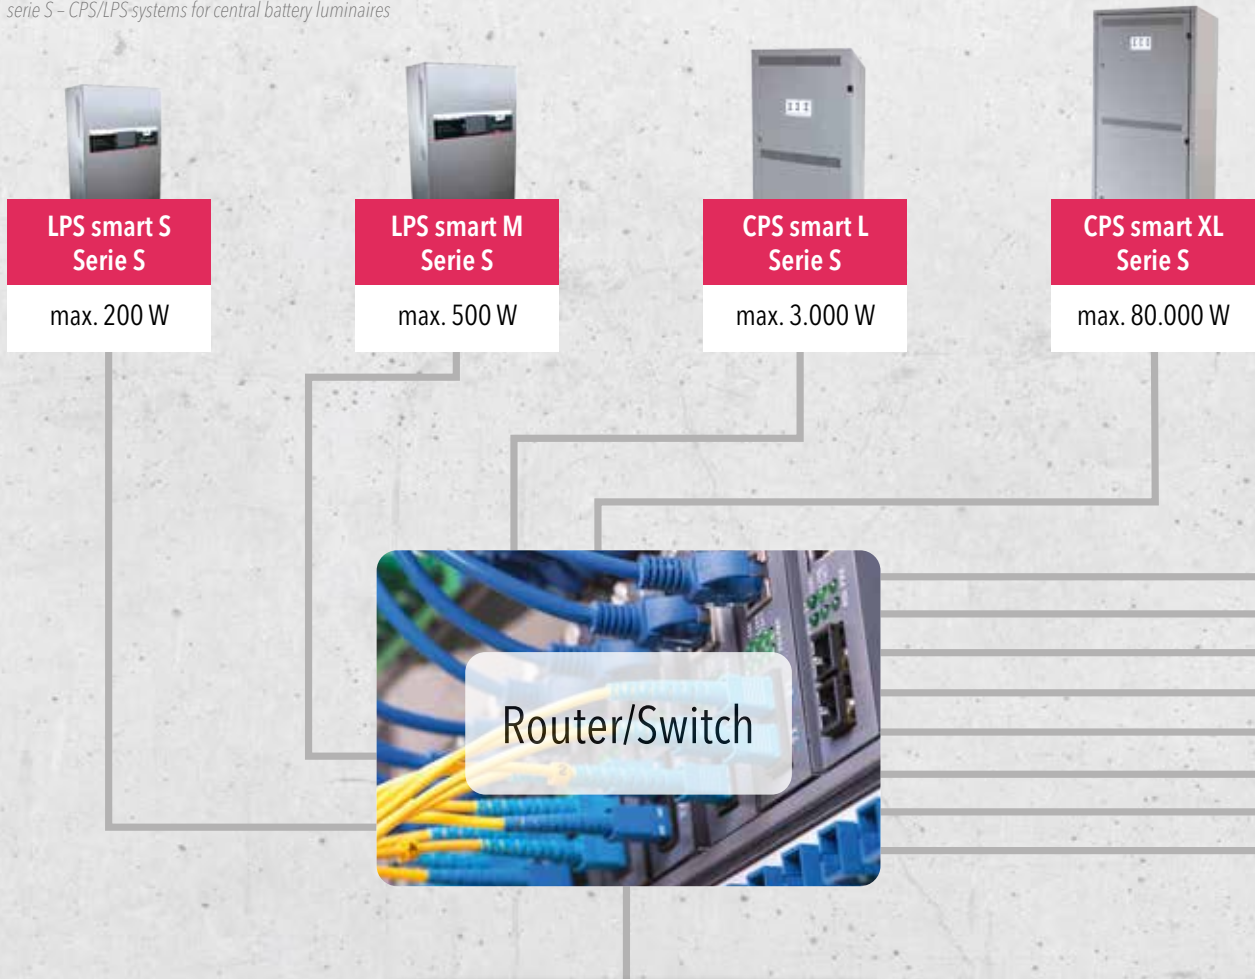 serie S – CPS/LPS-systems for central battery luminaires
LPS smart S
Serie S
max. 200 W
LPS smart M
Serie S
max. 500 W
CPS smart L
Serie S
max. 3.000 W
CPS smart XL
Serie S
max. 80.000 W
Router/Switch